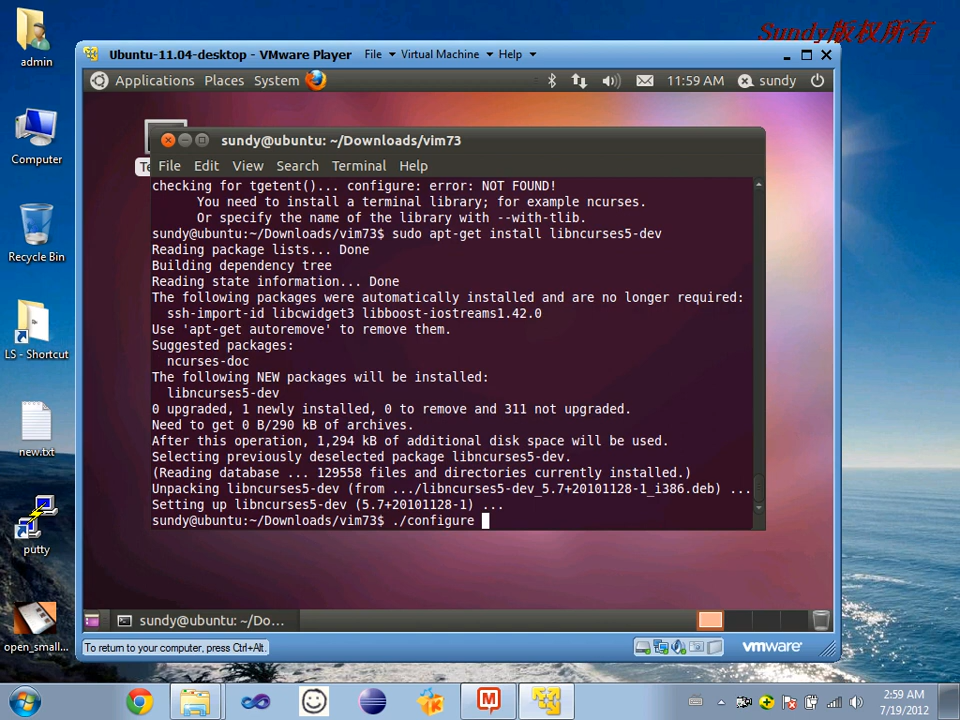 Sundy版权所有
admin
Computer
Recycle Bin
LS - Shortcut
new.txt
putty
open_small...
Ubuntu-11.04-desktop - VMware Player File Virtual Machine Help
Applications Places System 11:59 AM sundy
sundy@ubuntu: ~/Downloads/vim73
File Edit View Search Terminal Help
checking for tgetent()... configure: error: NOT FOUND!
You need to install a terminal library; for example ncurses.
Or specify the name of the library with --with-tlib.
sundy@ubuntu:~/Downloads/vim73$ sudo apt-get install libncurses5-dev
Reading package lists... Done
Building dependency tree
Reading state information... Done
The following packages were automatically installed and are no longer required:
ssh-import-id libcwidget3 libboost-iostreams1.42.0
Use 'apt-get autoremove' to remove them.
Suggested packages:
ncurses-doc
The following NEW packages will be installed:
libncurses5-dev
0 upgraded, 1 newly installed, 0 to remove and 311 not upgraded.
Need to get 0 B/290 kB of archives.
After this operation, 1,294 kB of additional disk space will be used.
Selecting previously deselected package libncurses5-dev.
(Reading database ... 129558 files and directories currently installed.)
Unpacking libncurses5-dev (from .../libncurses5-dev_5.7+20101128-1_i386.deb) ...
Setting up libncurses5-dev (5.7+20101128-1) ...
sundy@ubuntu:~/Downloads/vim73$ ./configure
sundy@ubuntu: ~/Do...
To return to your computer, press Ctrl+Alt.
vmware
2:59 AM
7/19/2012